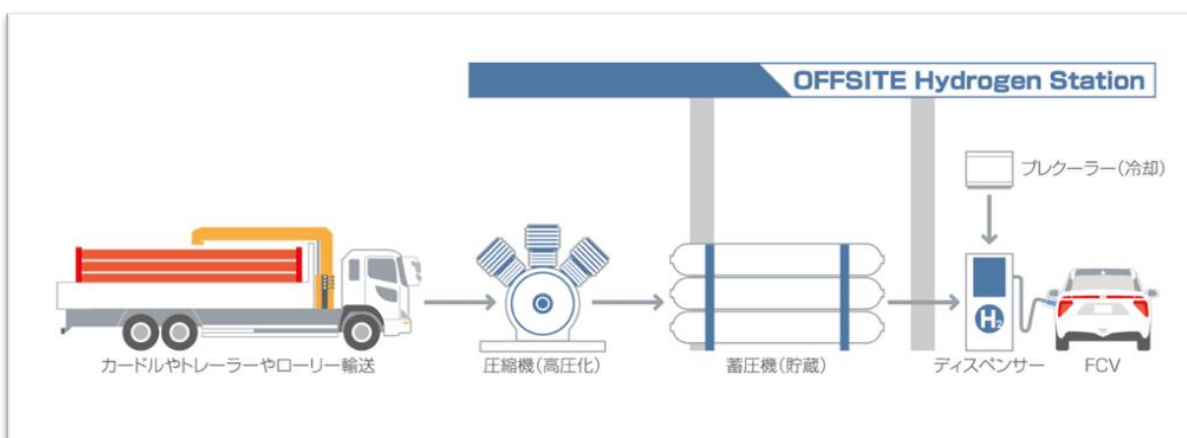 OFFSITE Hydrogen Station
プレクーラー(冷却)
H2
カードルやトレーラーやローリー輸送
圧縮機(高圧化)
蓄圧機(貯蔵)
ディスペンサー
FCV